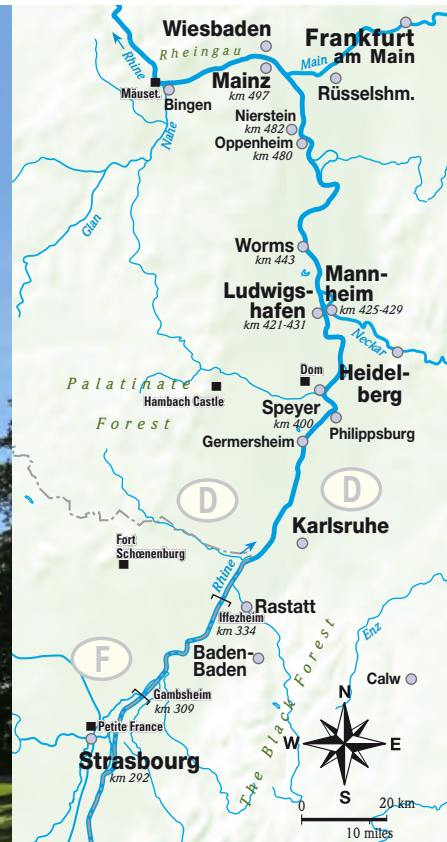 Wiesbaden
Frankfurt
am Main
Rheingau
Rhine
Main
Mainz
km 497
Rüsselshm.
Mäuset.
Bingen
Nierstein
km 482
Oppenheim
km 480
Nahe
Glan
Worms
km 443
Mann-
heim
km 425-429
Ludwigs-
hafen
km 421-431
Neckar
Dom
Heidel-
berg
Palatinate
Forest
Hambach Castle
Speyer
km 400
Philippsburg
Germersheim
D
D
Karlsruhe
Fort
Schœnenburg
Rhine
Iffezheim
km 334
Rastatt
Enz
F
Baden-
Baden
The Black Forest
Calw
Gambsheim
km 309
Petite France
Strasbourg
km 292
N
W
E
S
0
20 km
10 miles